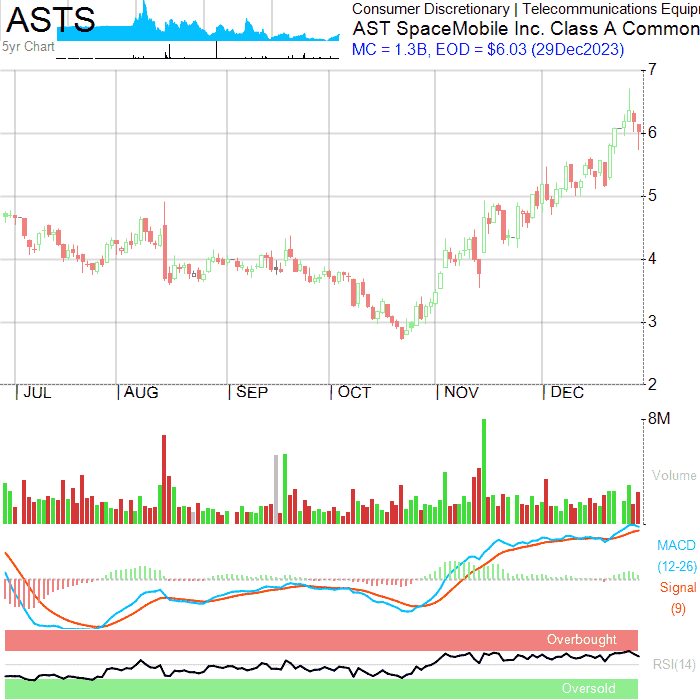 ASTS
5yr Chart
Consumer Discretionary | Telecommunications Equip
AST SpaceMobile Inc. Class A Common
MC = 1.3B, EOD = $6.03 (29Dec2023)
7
6
5
4
3
2
| JUL | AUG | SEP | OCT | NOV | DEC
8M
Volume
MACD
(12-26)
Signal
(9)
Overbought
RSI(14)
Oversold